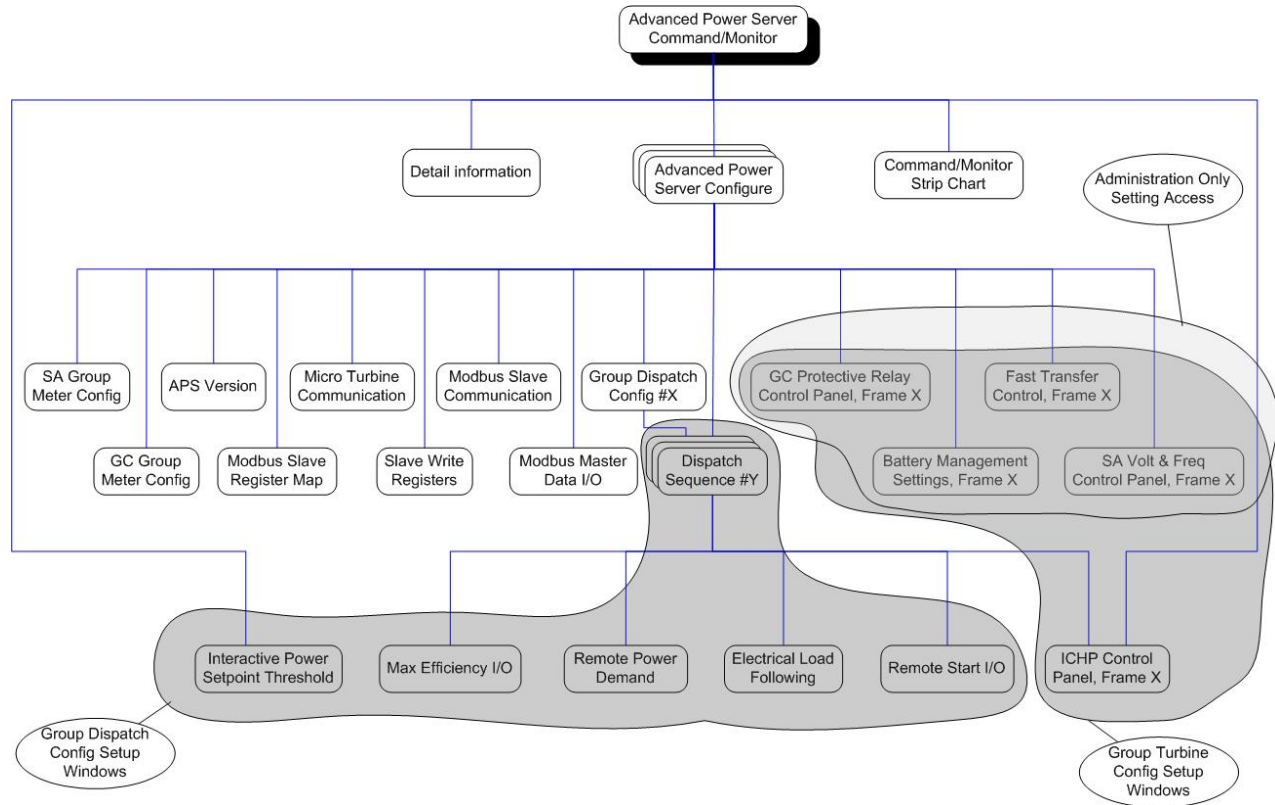 Advanced Power Server
Command/Monitor
Detail information
Advanced Power
Server Configure
Command/Monitor
Strip Chart
Administration Only
Setting Access
SA Group
Meter Config
APS Version
Micro Turbine
Communication
Modbus Slave
Communication
Group Dispatch
Config #X
GC Protective Relay
Control Panel, Frame X
Fast Transfer
Control, Frame X
GC Group
Meter Config
Modbus Slave
Register Map
Slave Write
Registers
Modbus Master
Data I/O
Dispatch
Sequence #Y
Battery Management
Settings, Frame X
SA Volt & Freq
Control Panel, Frame X
Interactive Power
Setpoint Threshold
Max Efficiency I/O
Remote Power
Demand
Electrical Load
Following
Remote Start I/O
ICHP Control
Panel, Frame X
Group Dispatch
Config Setup
Windows
Group Turbine
Config Setup
Windows